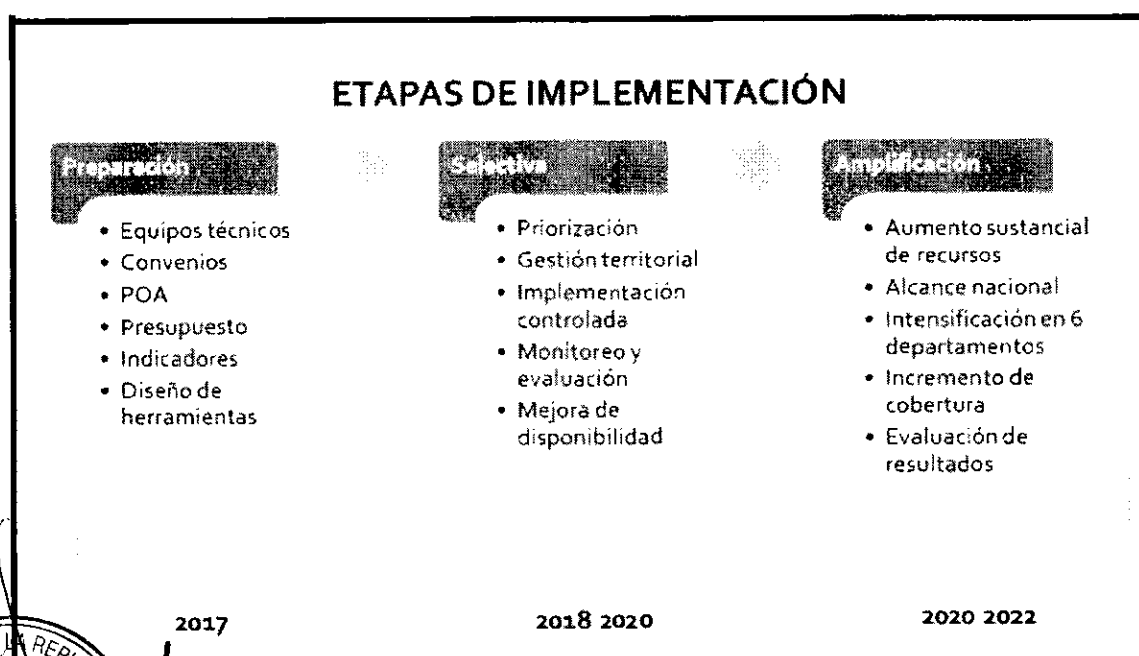 ETAPAS DE IMPLEMENTACIÓN
Preparación
• Equipos técnicos
• Convenios
• POA
• Presupuesto
• Indicadores
• Diseño de
herramientas
2017
Selectiva
• Priorización
• Gestión territorial
• Implementación
controlada
• Monitoreo y
evaluación
• Mejora de
disponibilidad
2018 2020
Amplificación
• Aumento sustancial
de recursos
• Alcance nacional
• Intensificación en 6
departamentos
• Incremento de
cobertura
• Evaluación de
resultados
2020 2022
LA